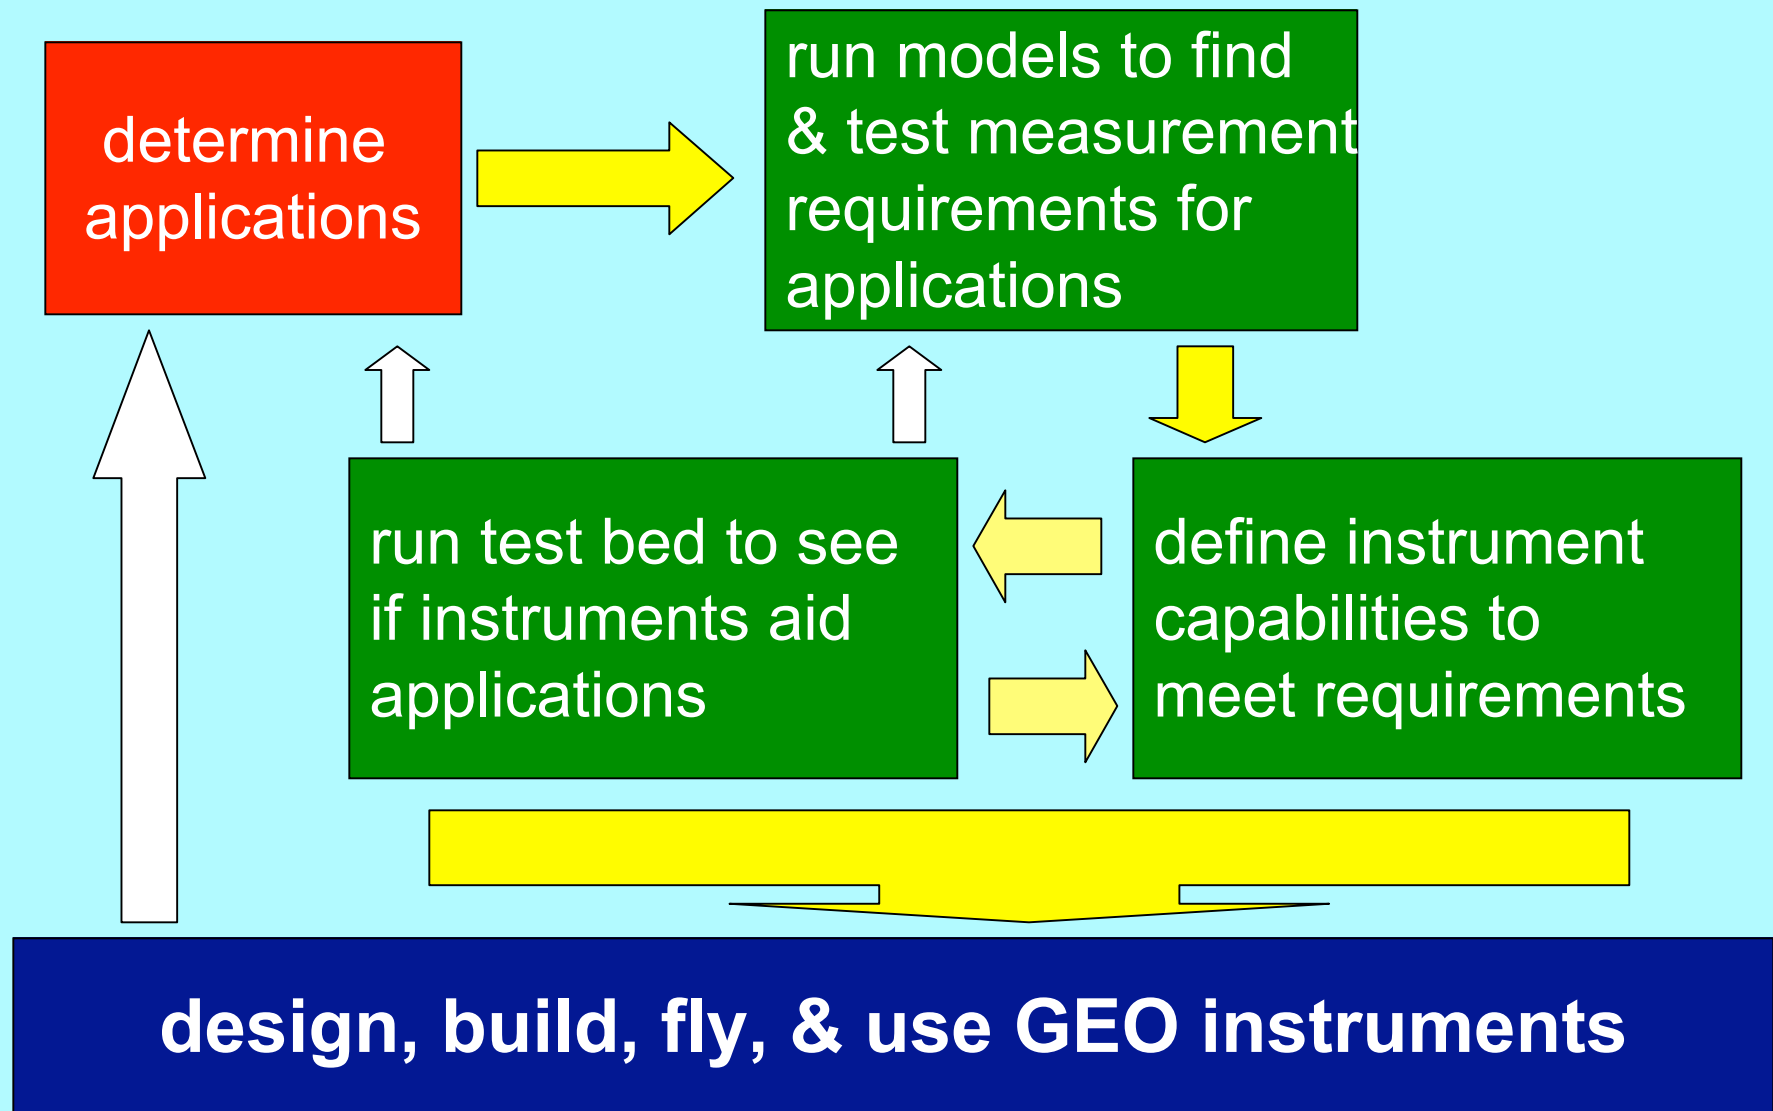 determine
applications
run models to find
& test measurement
requirements for
applications
run test bed to see
if instruments aid
applications
define instrument
capabilities to
meet requirements
design, build, fly, & use GEO instruments